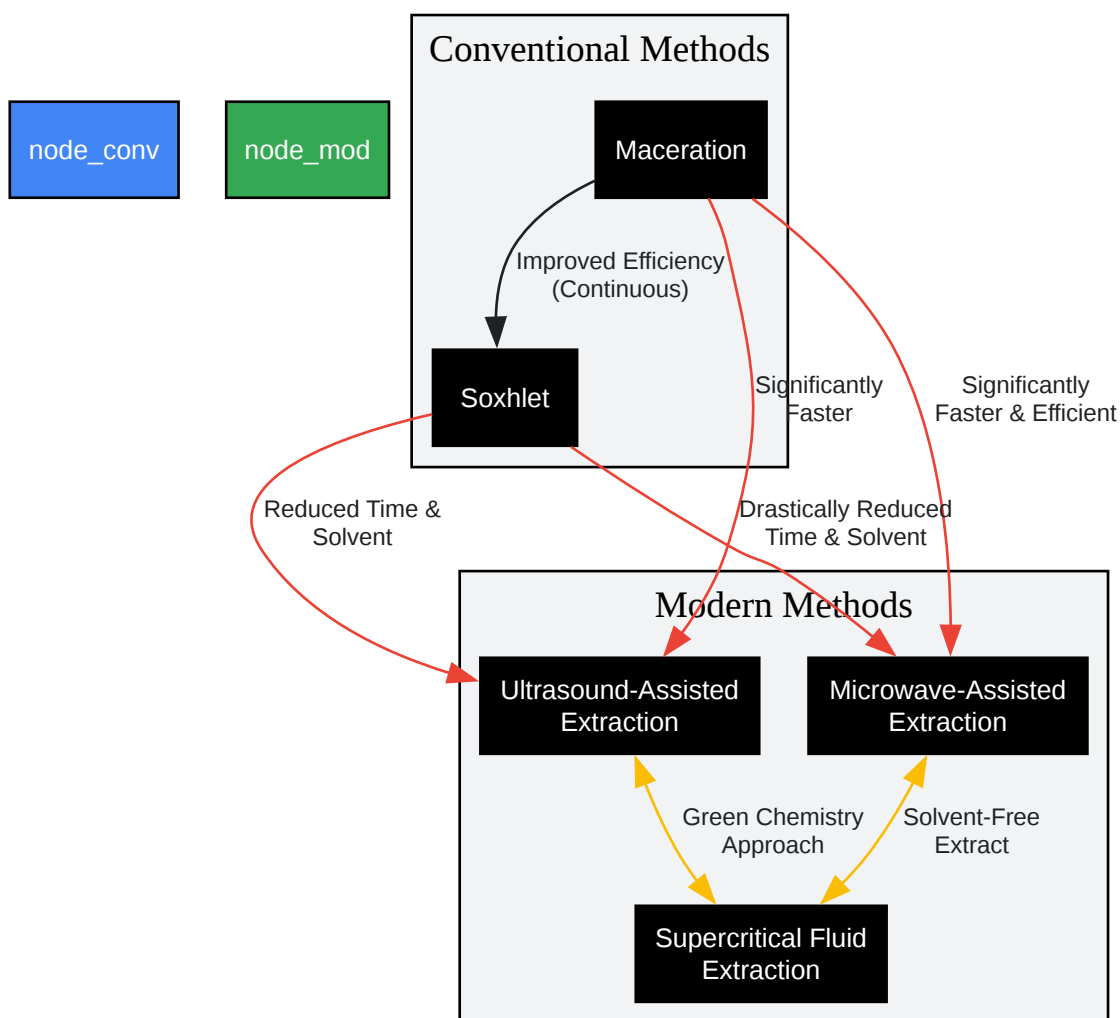 Conventional Methods
node_conv
node_mod
Maceration
Improved Efficiency
(Continuous)
Soxhlet
Significantly
Faster
Significantly
Faster & Efficient
Reduced Time &
Solvent
Drastically Reduced
Time & Solvent
Modern Methods
Ultrasound-Assisted
Extraction
Microwave-Assisted
Extraction
Green Chemistry
Approach
Solvent-Free
Extract
Supercritical Fluid
Extraction